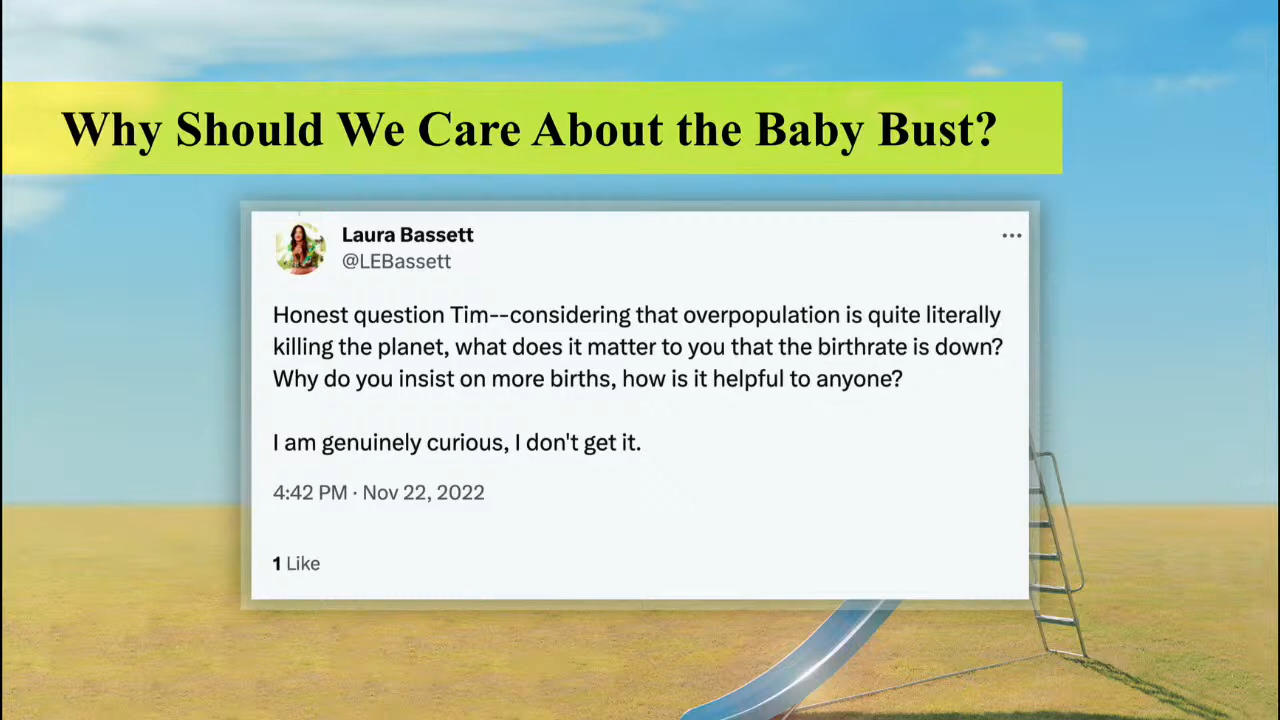 Why Should We Care About the Baby Bust?
Laura Bassett
@LEBassett
Honest question Tim--considering that overpopulation is quite literally
killing the planet, what does it matter to you that the birthrate is down?
Why do you insist on more births, how is it helpful to anyone?
I am genuinely curious, I don't get it.
4:42 PM · Nov 22, 2022
1 Like